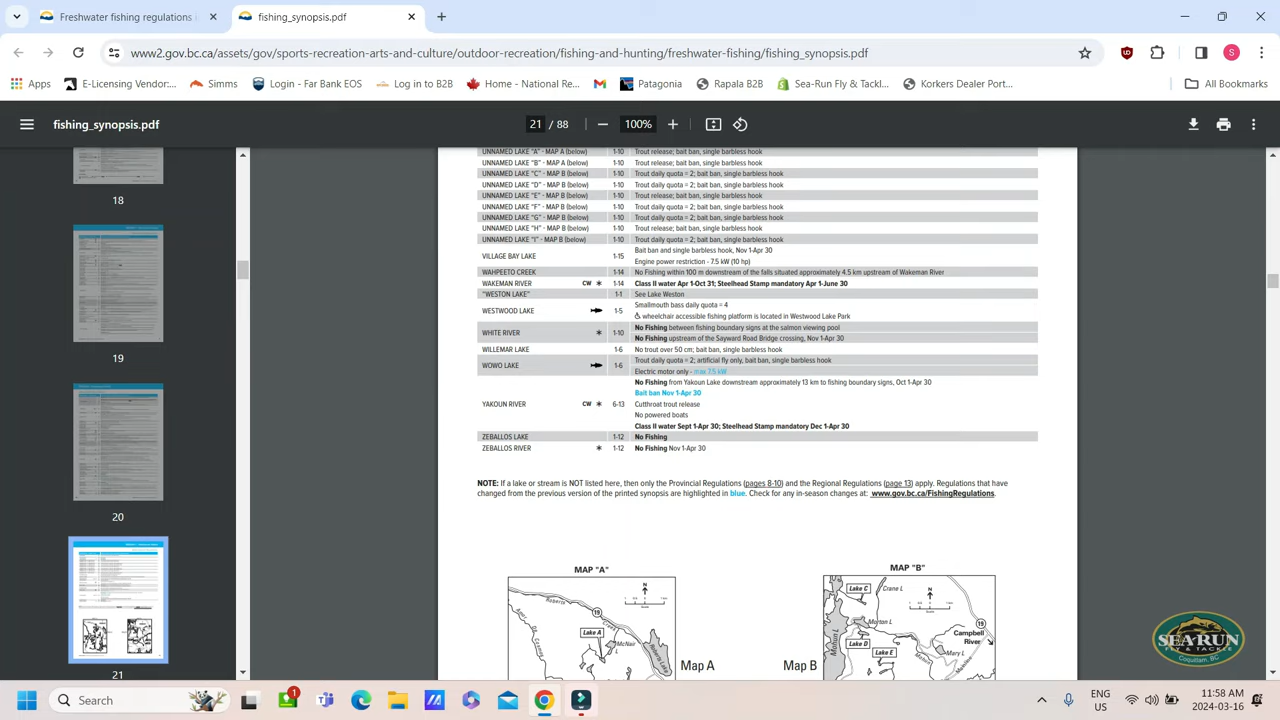 Freshwater fishing regulations
fishing_synopsis.pdf
www2.gov.bc.ca/assets/gov/sports-recreation-arts-and-culture/outdoor-recreation/fishing-and-hunting/freshwater-fishing/fishing_synopsis.pdf
S
Apps
E-Licensing Vendor:...
Simms
Login - Far Bank EOS
Log in to B2B
Home - National Re...
Patagonia
Rapala B2B
Sea-Run Fly & Tackl...
Korkers Dealer Port...
All Bookmarks
fishing_synopsis.pdf
21 / 88
100%
18
19
20
21
UNNAMED LAKE "A" - MAP A (below) 1-10 Trout release; bait ban, single barbless hook
UNNAMED LAKE "B" - MAP A (below) 1-10 Trout release; bait ban, single barbless hook
UNNAMED LAKE "C" - MAP B (below) 1-10 Trout daily quota = 2; bait ban, single barbless hook
UNNAMED LAKE "D" - MAP B (below) 1-10 Trout daily quota = 2; bait ban, single barbless hook
UNNAMED LAKE "E" - MAP B (below) 1-10 Trout release; bait ban, single barbless hook
UNNAMED LAKE "F" - MAP B (below) 1-10 Trout daily quota = 2; bait ban, single barbless hook
UNNAMED LAKE "G" - MAP B (below) 1-10 Trout daily quota = 2; bait ban, single barbless hook
UNNAMED LAKE "H" - MAP B (below) 1-10 Trout release; bait ban, single barbless hook
UNNAMED LAKE "I" - MAP B (below) 1-10 Trout daily quota = 2; bait ban, single barbless hook
VILLAGE BAY LAKE 1-15 Bait ban and single barbless hook, Nov 1-Apr 30
Engine power restriction - 7.5 kW (10 hp)
WAHPEETO CREEK 1-14 No Fishing within 100 m downstream of the falls situated approximately 4.5 km upstream of Wakeman River
WAKEMAN RIVER CW * 1-14 Class II water Apr 1-Oct 31; Steelhead Stamp mandatory Apr 1-June 30
"WESTON LAKE" 1-1 See Lake Weston
WESTWOOD LAKE 1-5 Smallmouth bass daily quota = 4
wheelchair accessible fishing platform is located in Westwood Lake Park
WHITE RIVER * 1-10 No Fishing between fishing boundary signs at the salmon viewing pool
No Fishing upstream of the Sayward Road Bridge crossing, Nov 1-Apr 30
WILLEMAR LAKE 1-6 No trout over 50 cm; bait ban, single barbless hook
WOWO LAKE 1-6 Trout daily quota = 2; artificial fly only, bait ban, single barbless hook
Electric motor only - max 7.5 kW
YAKOUN RIVER CW * 6-13 No Fishing from Yakoun Lake downstream approximately 13 km to fishing boundary signs, Oct 1-Apr 30
Bait ban Nov 1-Apr 30
Cutthroat trout release
No powered boats
Class II water Sept 1-Apr 30; Steelhead Stamp mandatory Dec 1-Apr 30
ZEBALLOS LAKE 1-12 No Fishing
ZEBALLOS RIVER * 1-12 No Fishing Nov 1-Apr 30
NOTE: If a lake or stream is NOT listed here, then only the Provincial Regulations (pages 8-10) and the Regional Regulations (page 13) apply. Regulations that have
changed from the previous version of the printed synopsis are highlighted in blue. Check for any in-season changes at: www.gov.bc.ca/FishingRegulations.
MAP "A"
N
19
Lake A
McNair
L
Map A
MAP "B"
Lake C
Crane L
N
Morton L
19
Campbell
River
Lake D
Lake E
Mary L
Mohun L
Map B
SEA-RUN
FLY & TACKLE
Coquitlam, BC
Search
1
ENG
US
11:58 AM
2024-03-16